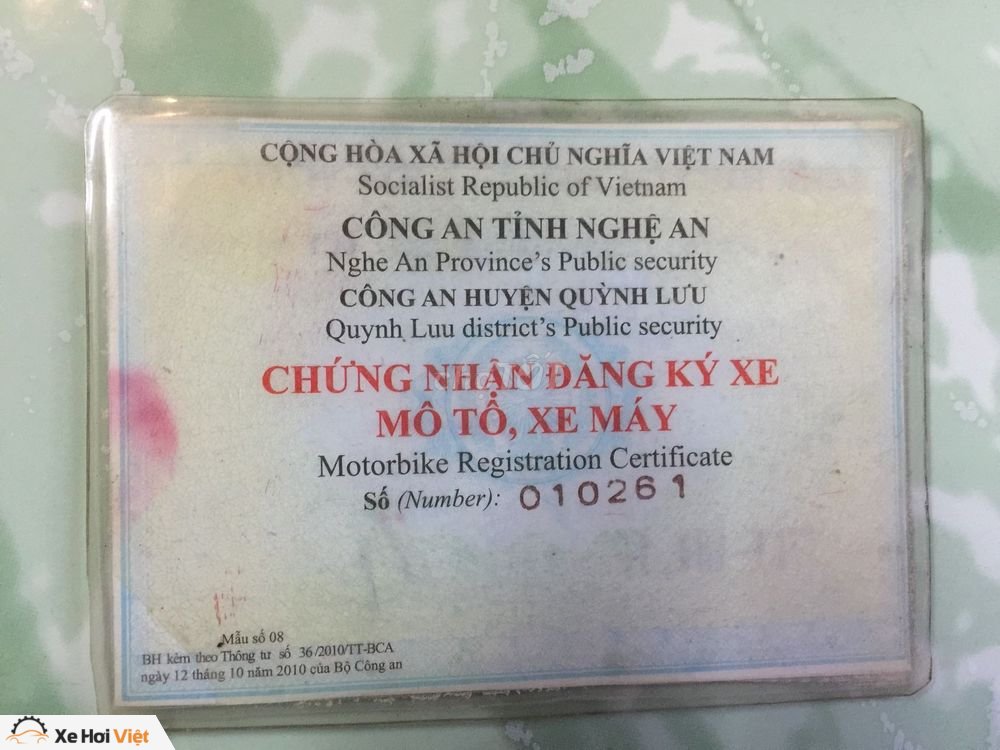 CỘNG HÒA XÃ HỘI CHỦ NGHĨA VIỆT NAM
Socialist Republic of Vietnam
CÔNG AN TỈNH NGHỆ AN
Nghe An Province's Public security
CÔNG AN HUYỆN QUỲNH LƯU
Quynh Luu district's Public security
CHỨNG NHẬN ĐĂNG KÝ XE
MÔ TÔ, XE MÁY
Motorbike Registration Certificate
Số (Number): 010261
Mẫu số 08
BH kèm theo Thông tư số 36/2010/TT-BCA
ngày 12 tháng 10 năm 2010 của Bộ Công an
Xe Hơi Việt